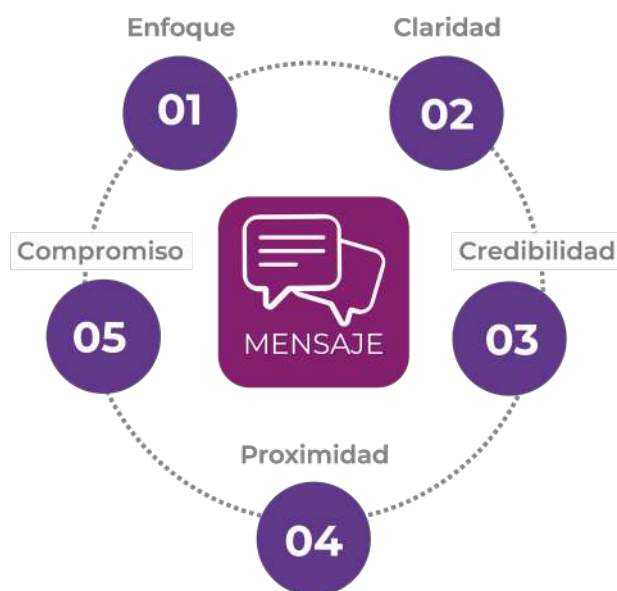 Enfoque
01
Claridad
02
Credibilidad
03
Proximidad
04
Compromiso
05
MENSAJE